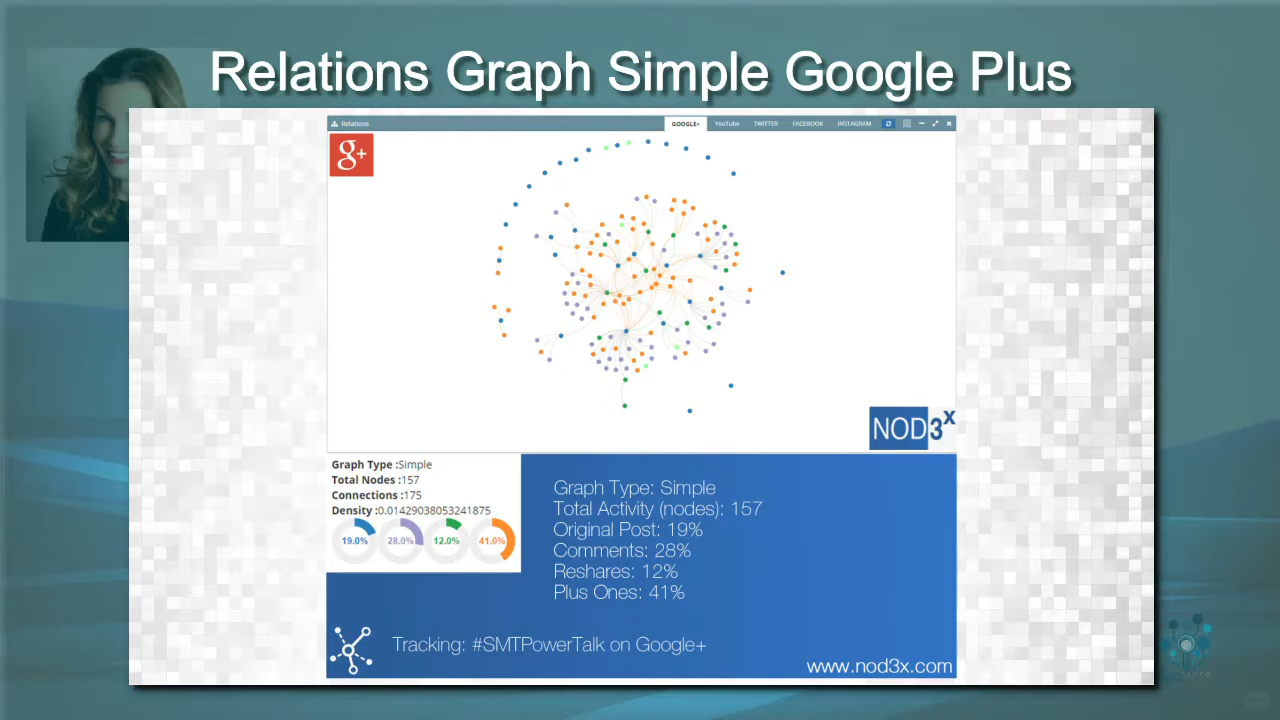 Relations Graph Simple Google Plus
Relations
GOOGLE+ YouTube TWITTER FACEBOOK INSTAGRAM
g+
NOD3x
Graph Type :Simple
Total Nodes :157
Connections :175
Density :0.01429038053241875
19.0% 28.0% 12.0% 41.0%
Graph Type: Simple
Total Activity (nodes): 157
Original Post: 19%
Comments: 28%
Reshares: 12%
Plus Ones: 41%
Tracking: #SMTPowerTalk on Google+
www.nod3x.com